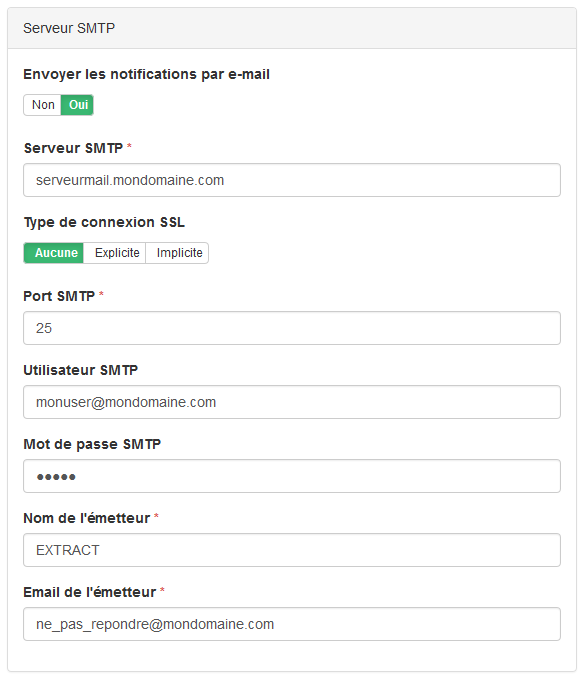 Serveur SMTP
Envoyer les notifications par e-mail
Non Oui
Serveur SMTP *
serveurmail.mondomaine.com
Type de connexion SSL
Aucune Explicite Implicite
Port SMTP *
25
Utilisateur SMTP
monuser@mondomaine.com
Mot de passe SMTP
●●●●●
Nom de l'émetteur *
EXTRACT
Email de l'émetteur *
ne_pas_repondre@mondomaine.com